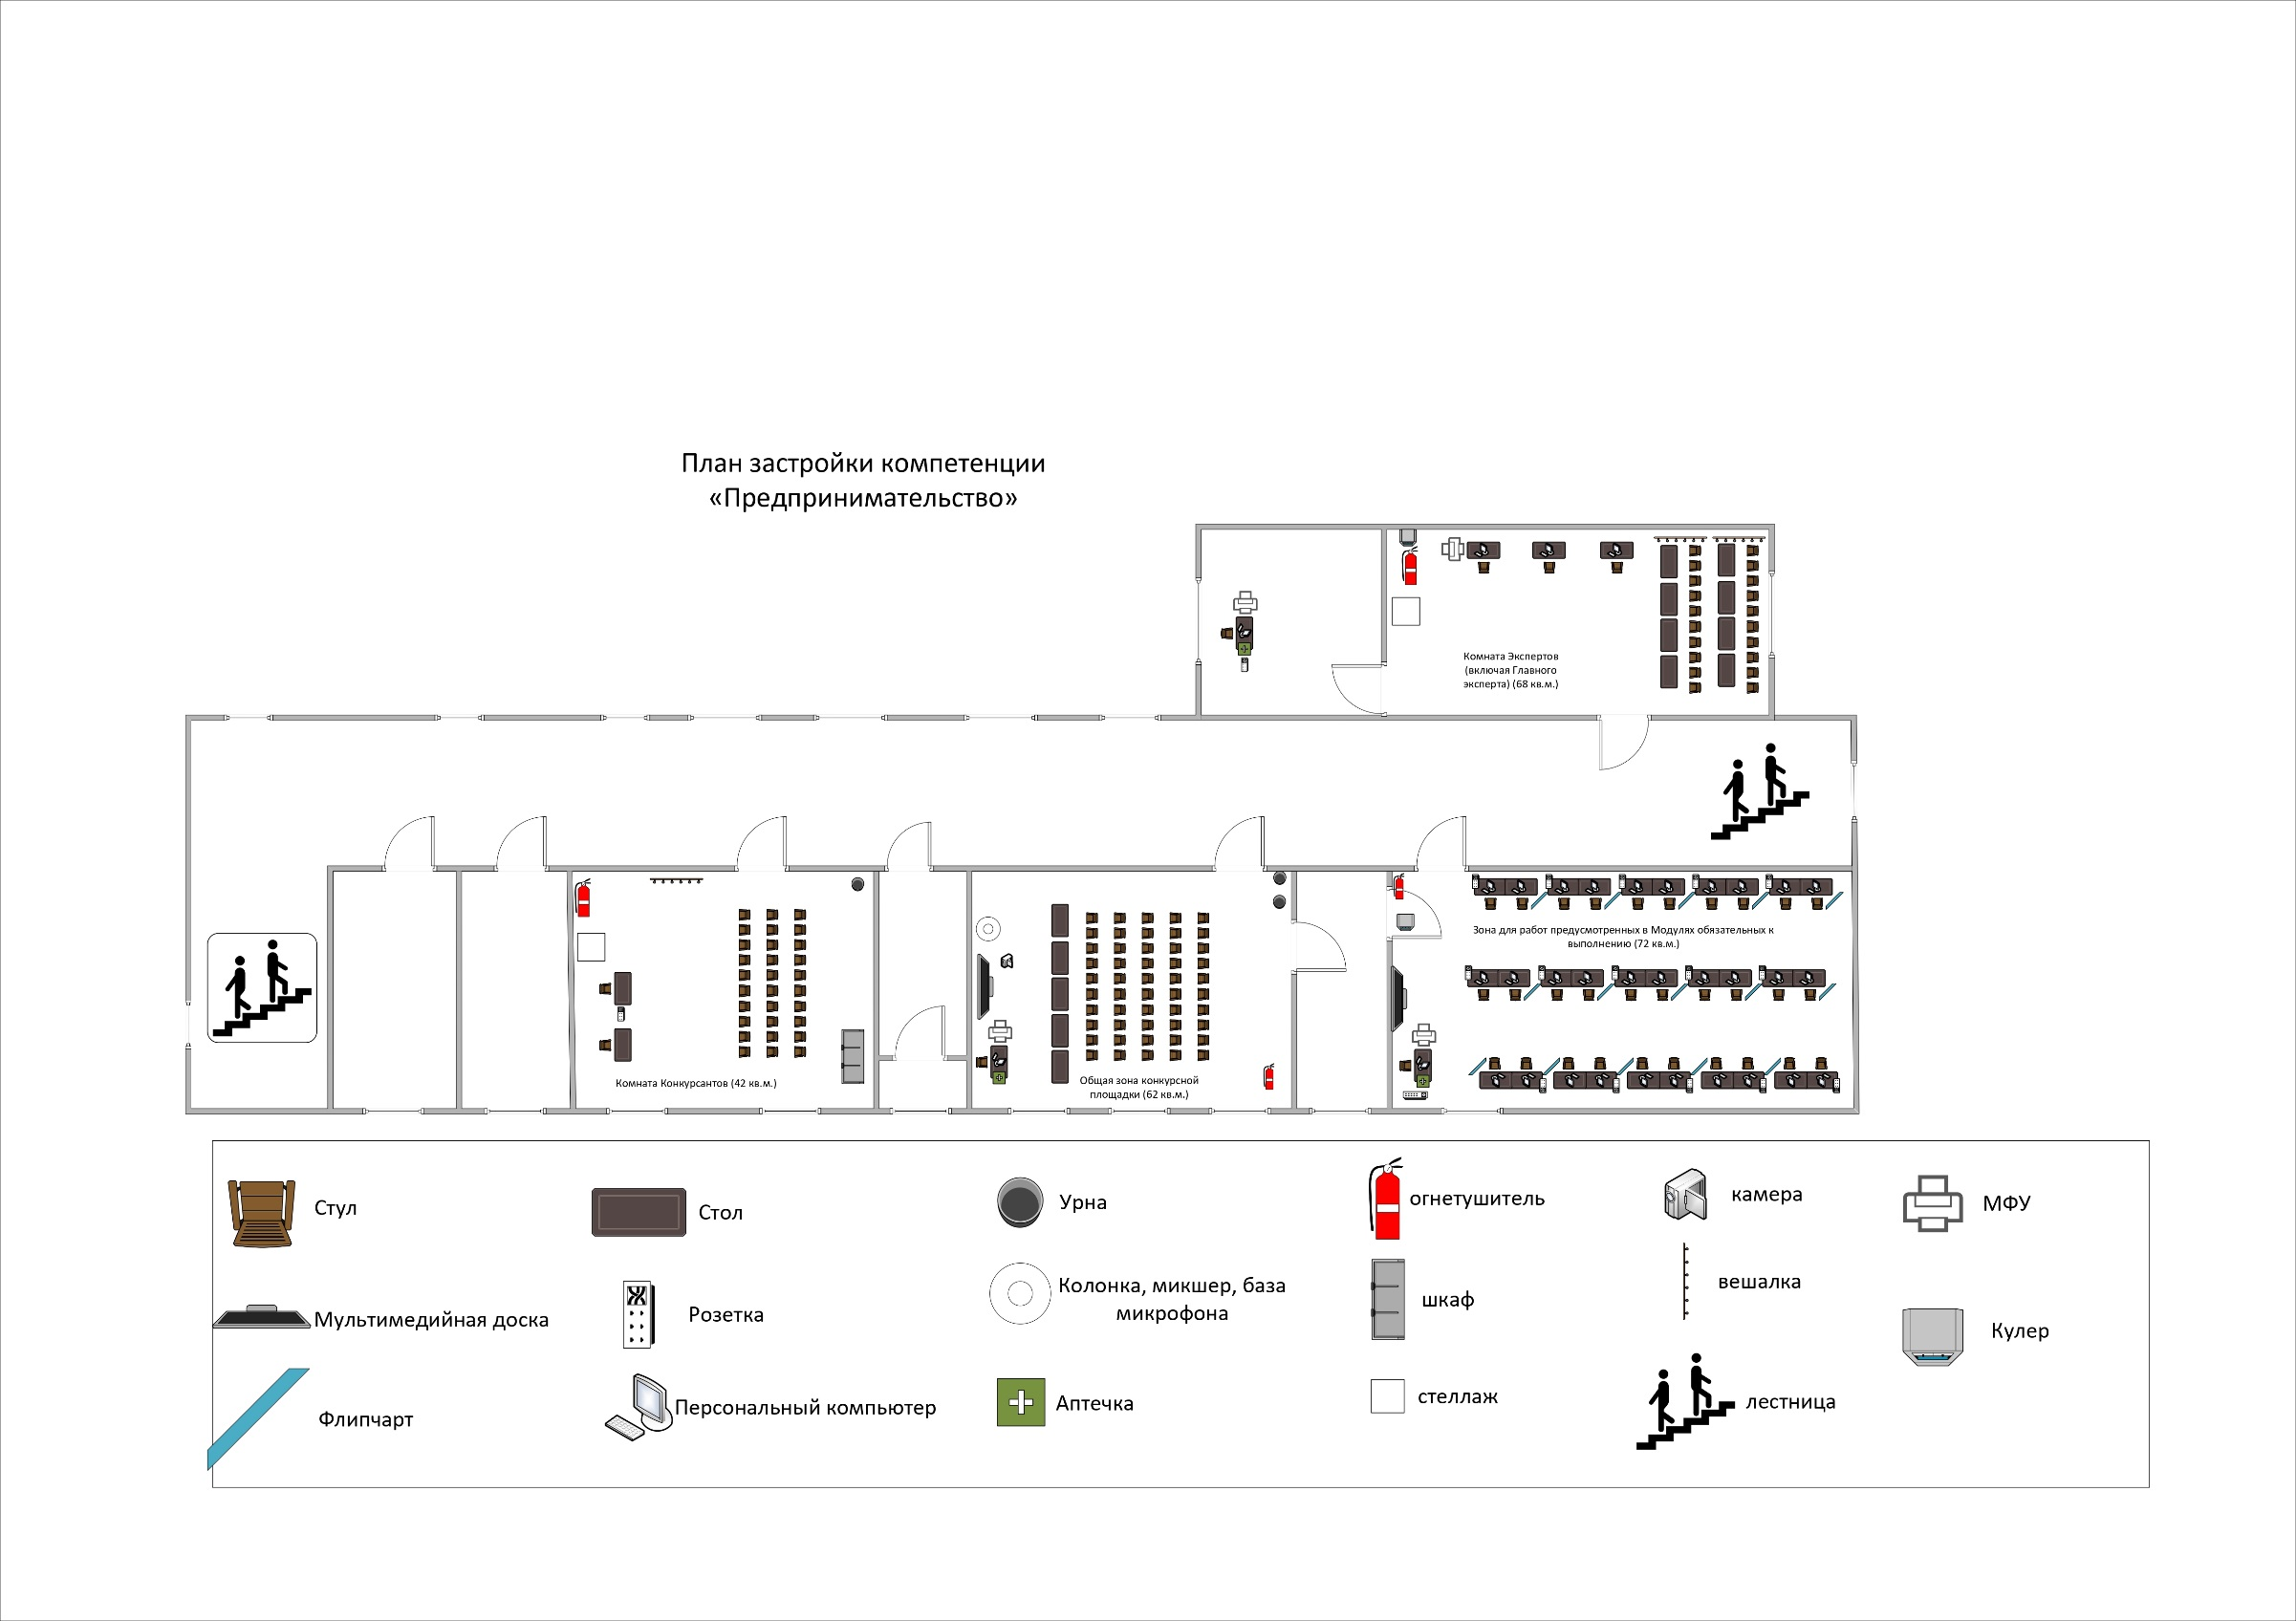 План застройки компетенции
«Предпринимательство»
Комната Экспертов
(включая Главного
эксперта) (68 кв.м.)
Зона для работ предусмотренных в Модулях обязательных к
выполнению (72 кв.м.)
Комната Конкурсантов (42 кв.м.)
Общая зона конкурсной
площадки (62 кв.м.)
Стул
Стол
Урна
огнетушитель
камера
МФУ
Мультимедийная доска
Розетка
Колонка, микшер, база
микрофона
шкаф
вешалка
Кулер
Флипчарт
Персональный компьютер
Аптечка
стеллаж
лестница